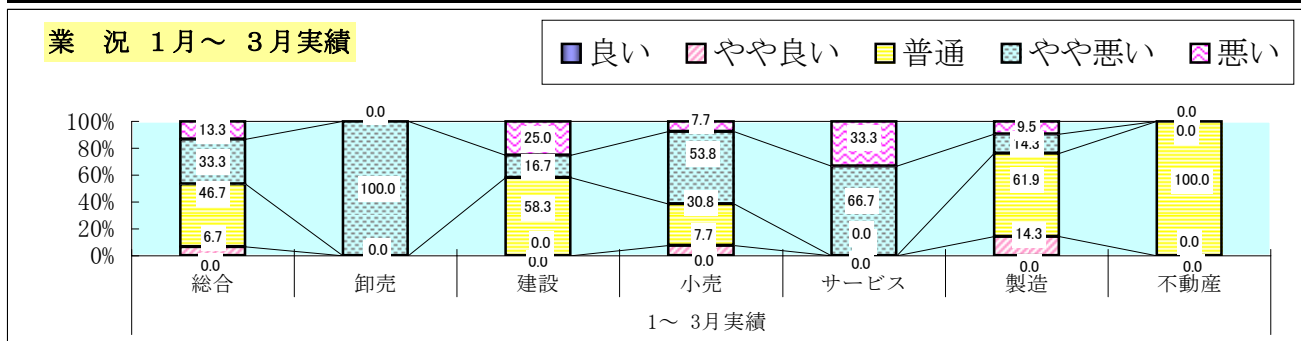 業 況 1月～ 3月実績
良い やや良い 普通 やや悪い 悪い
0.0 7.7 0.0
100% 13.3 25.0 33.3 9.5 0.0
80% 33.3 16.7 53.8 14.3
60% 46.7 100.0 58.3 30.8 66.7 61.9 100.0
40%
20% 6.7 0.0 0.0 7.7 0.0 14.3 0.0
0% 0.0 0.0 0.0 0.0 0.0 0.0
総合 卸売 建設 小売 サービス 製造 不動産
1～ 3月実績